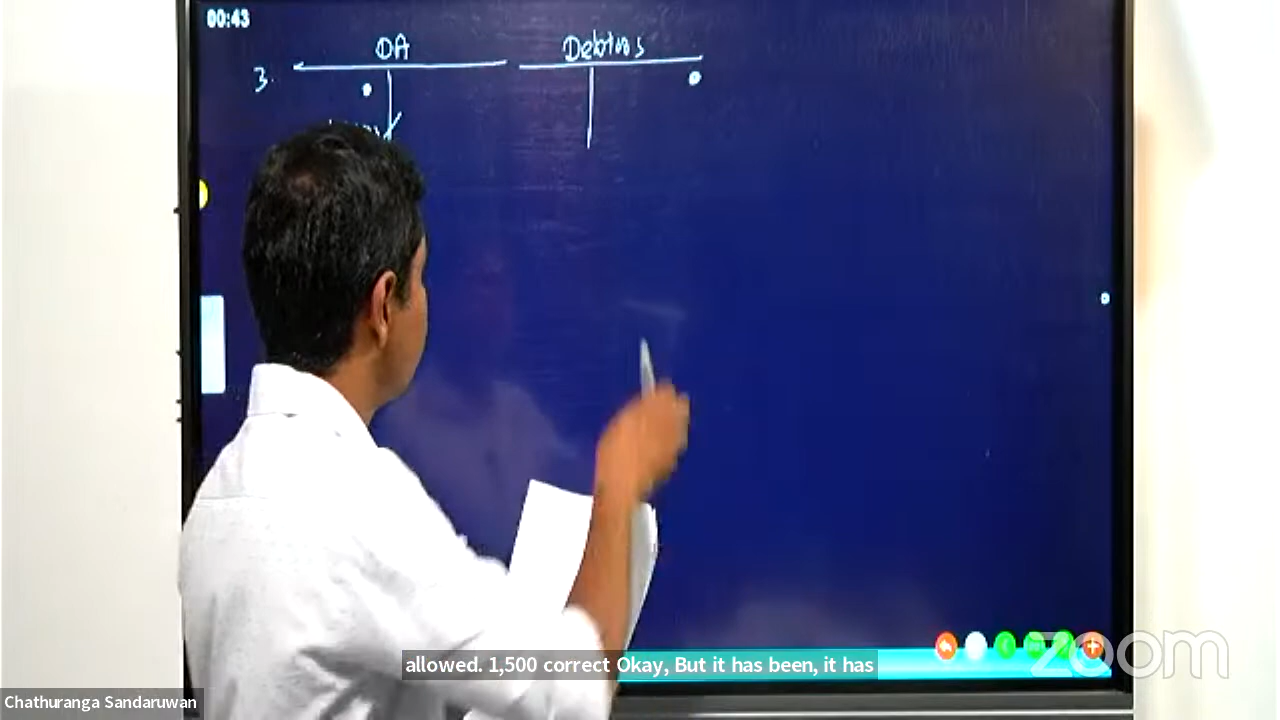 00:43
DA Debtors
3.
allowed. 1,500 correct Okay, But it has been, it has
zoom
Chathuranga Sandaruwan